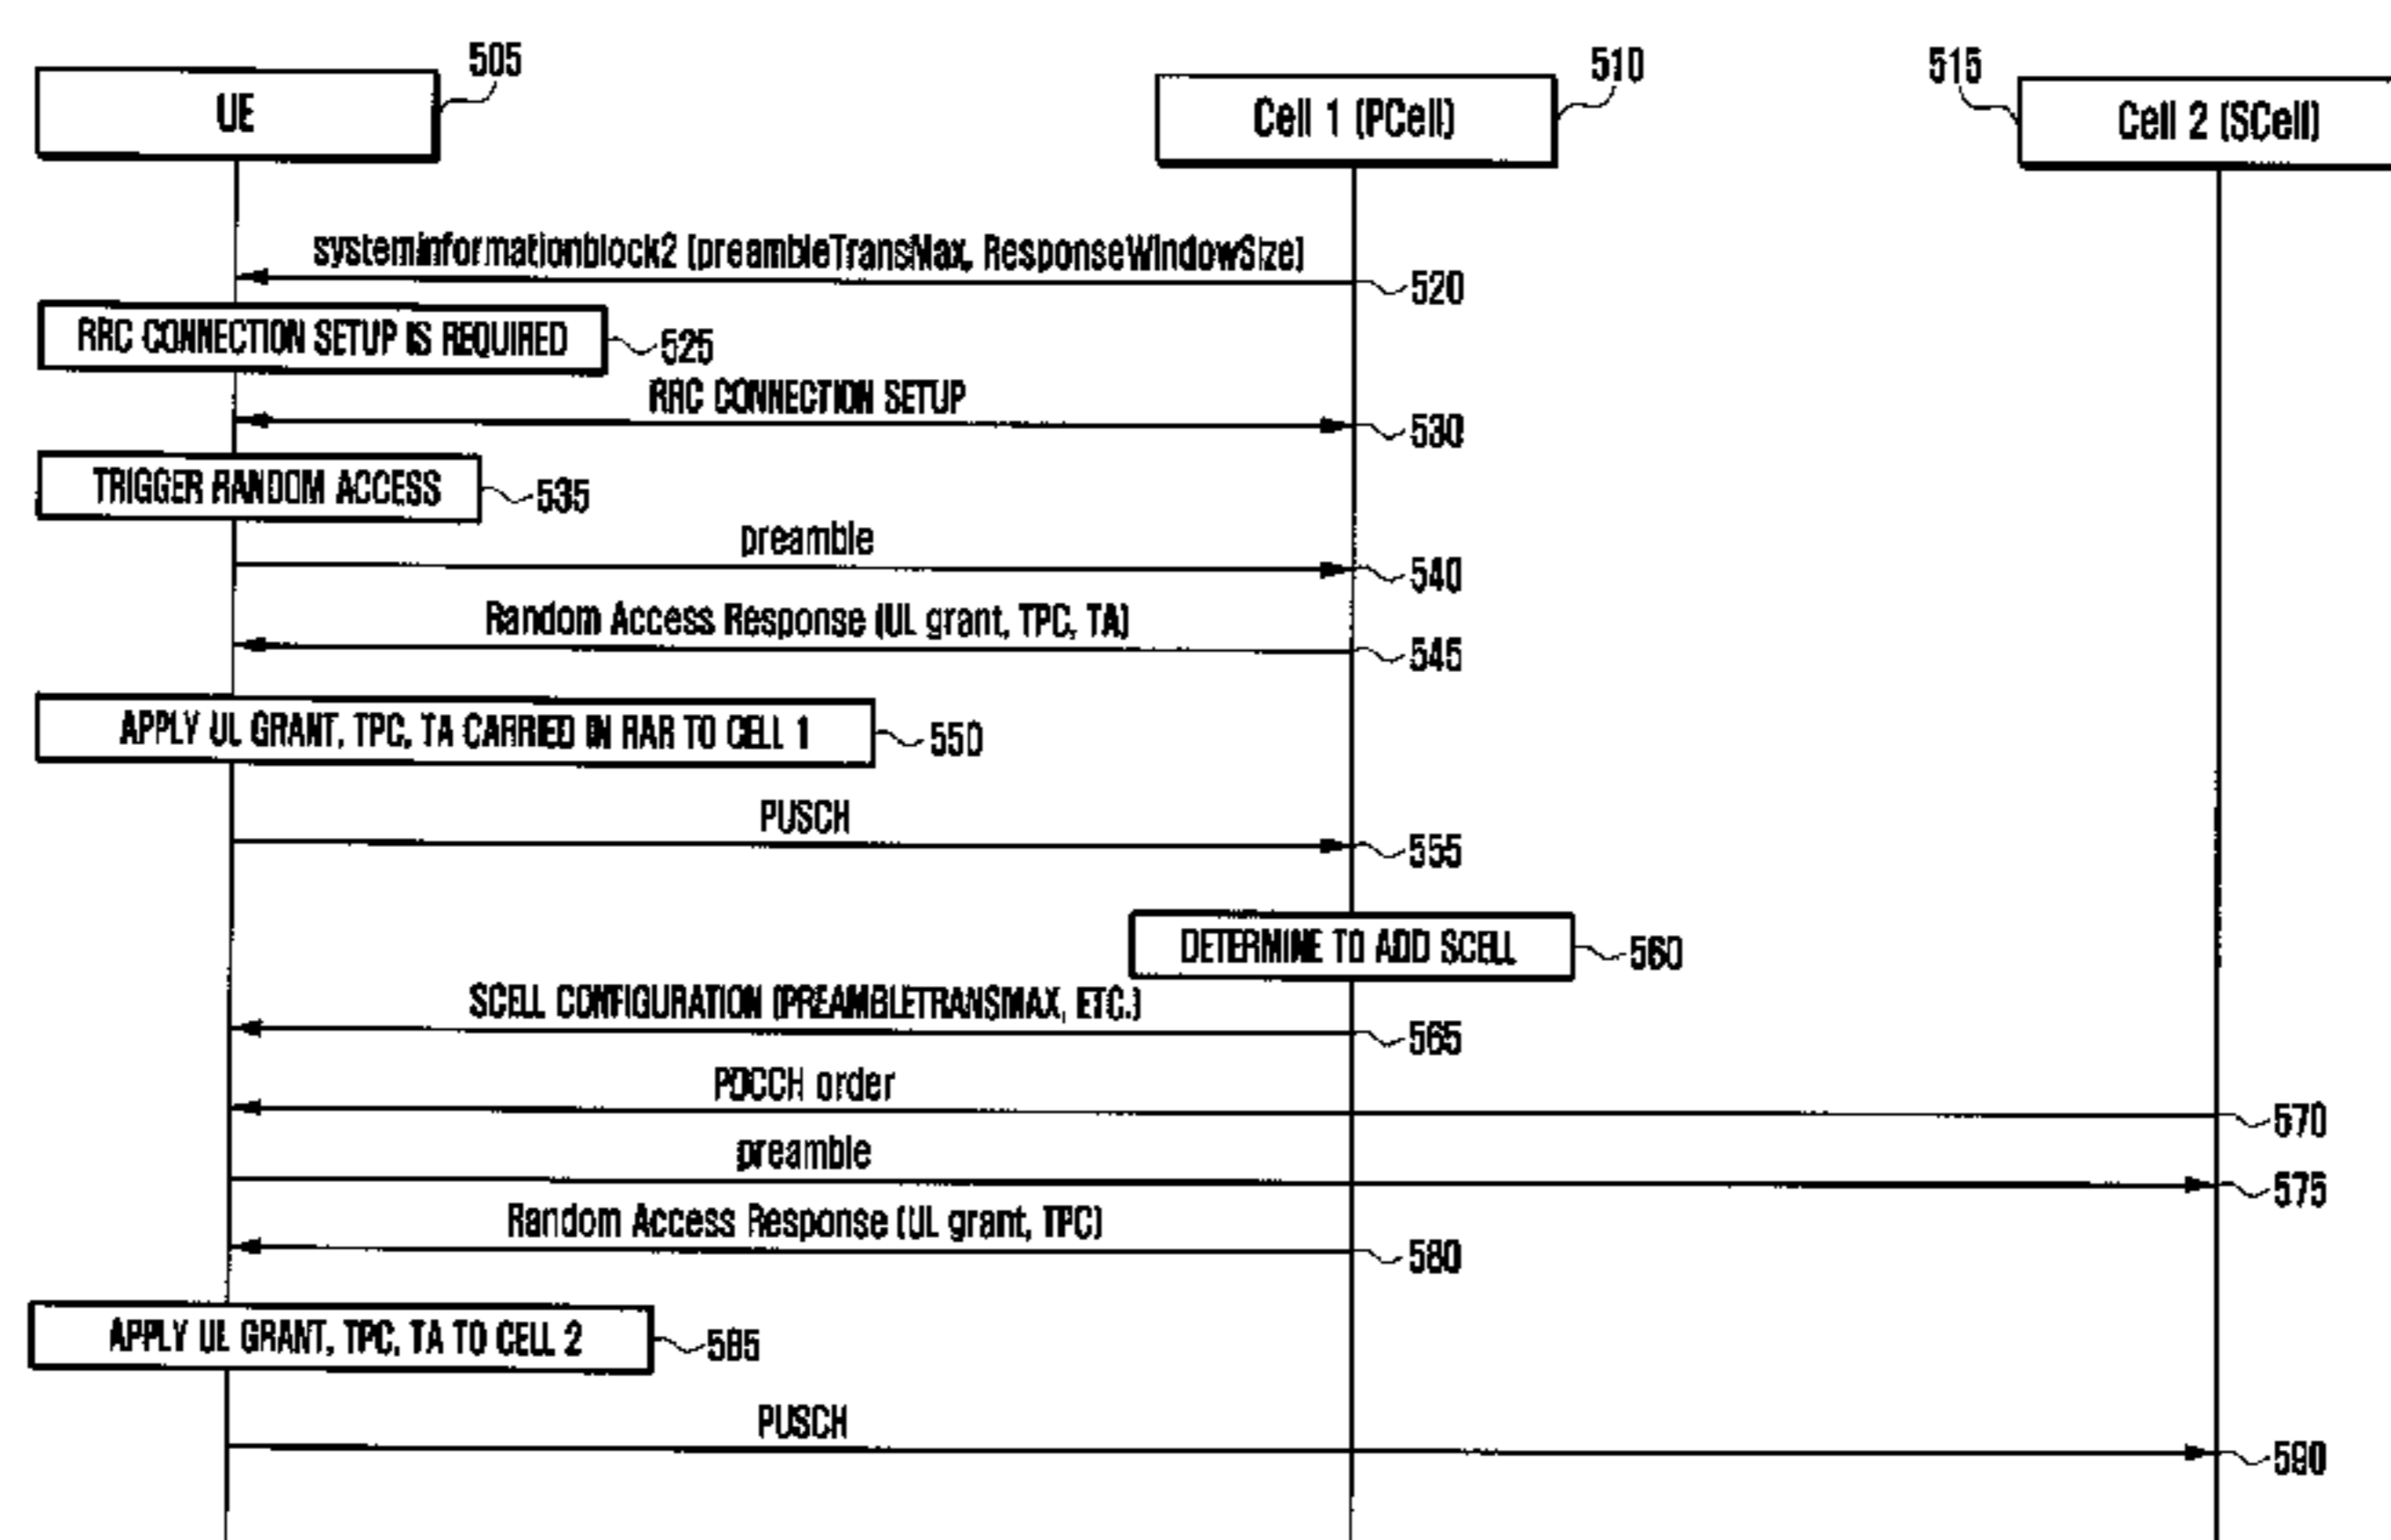 505
UE
510
Cell 1 (PCell)
515
Cell 2 (SCell)
systeminformationblock2 (preambleTransMax, ResponseWindowSize)
520
RRC CONNECTION SETUP IS REQUIRED
525
RRC CONNECTION SETUP
530
TRIGGER RANDOM ACCESS
535
preamble
540
Random Access Response (UL grant, TPC, TA)
545
APPLY UL GRANT, TPC, TA CARRIED IN RAR TO CELL 1
550
PUSCH
555
DETERMINE TO ADD SCELL
560
SCELL CONFIGURATION (PREAMBLETRANSMAX, ETC.)
565
PDCCH order
570
preamble
575
Random Access Response (UL grant, TPC)
580
APPLY UL GRANT, TPC, TA TO CELL 2
585
PUSCH
590